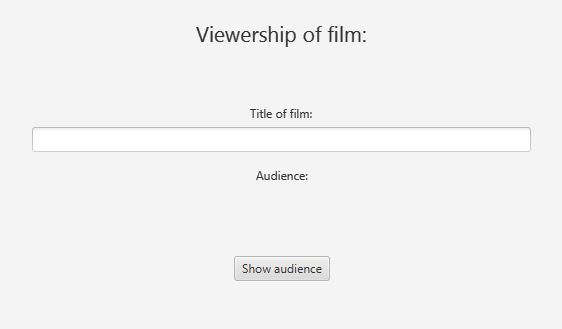 Viewership of film:
Title of film:
Audience:
Show audience